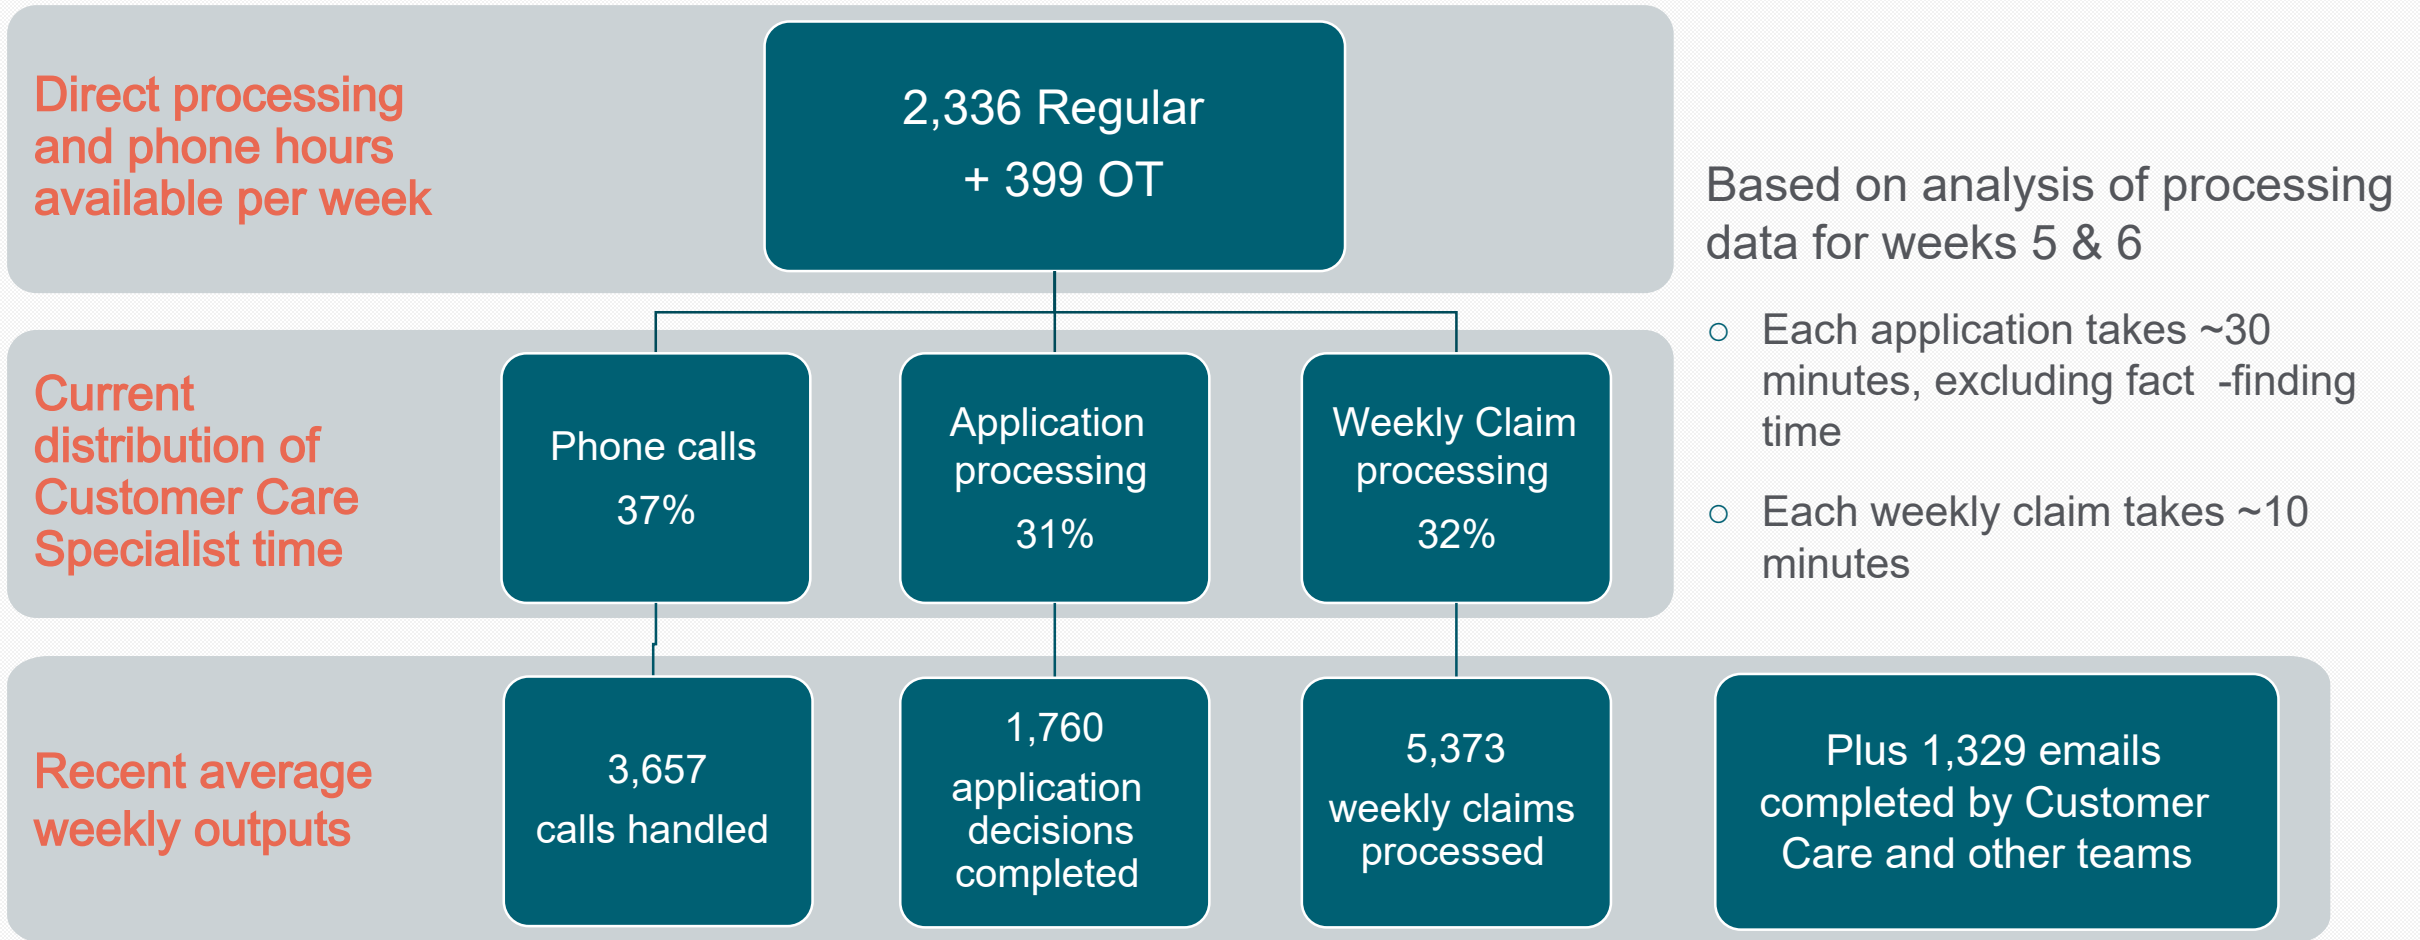 Direct processing
and phone hours
available per week
2,336 Regular
+ 399 OT
Based on analysis of processing
data for weeks 5 & 6
Each application takes ~30
minutes, excluding fact -finding
time
Each weekly claim takes ~10
minutes
Current
distribution of
Customer Care
Specialist time
Phone calls
37%
Application
processing
31%
Weekly Claim
processing
32%
Recent average
weekly outputs
3,657
calls handled
1,760
application
decisions
completed
5,373
weekly claims
processed
Plus 1,329 emails
completed by Customer
Care and other teams